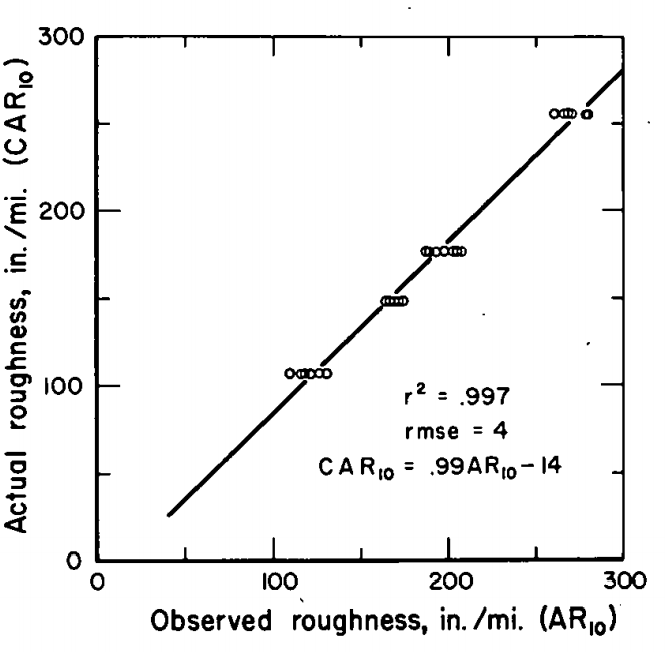 300
200
100
0
Actual roughness, in./mi. (CAR₁₀)
r² = .997
rmse = 4
CAR₁₀ = .99AR₁₀ - 14
0 100 200 300
Observed roughness, in./mi. (AR₁₀)